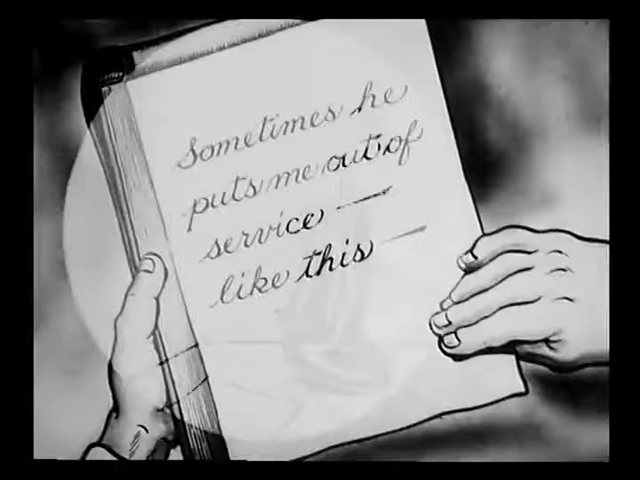 Sometimes he
puts me out of
service —
like this —